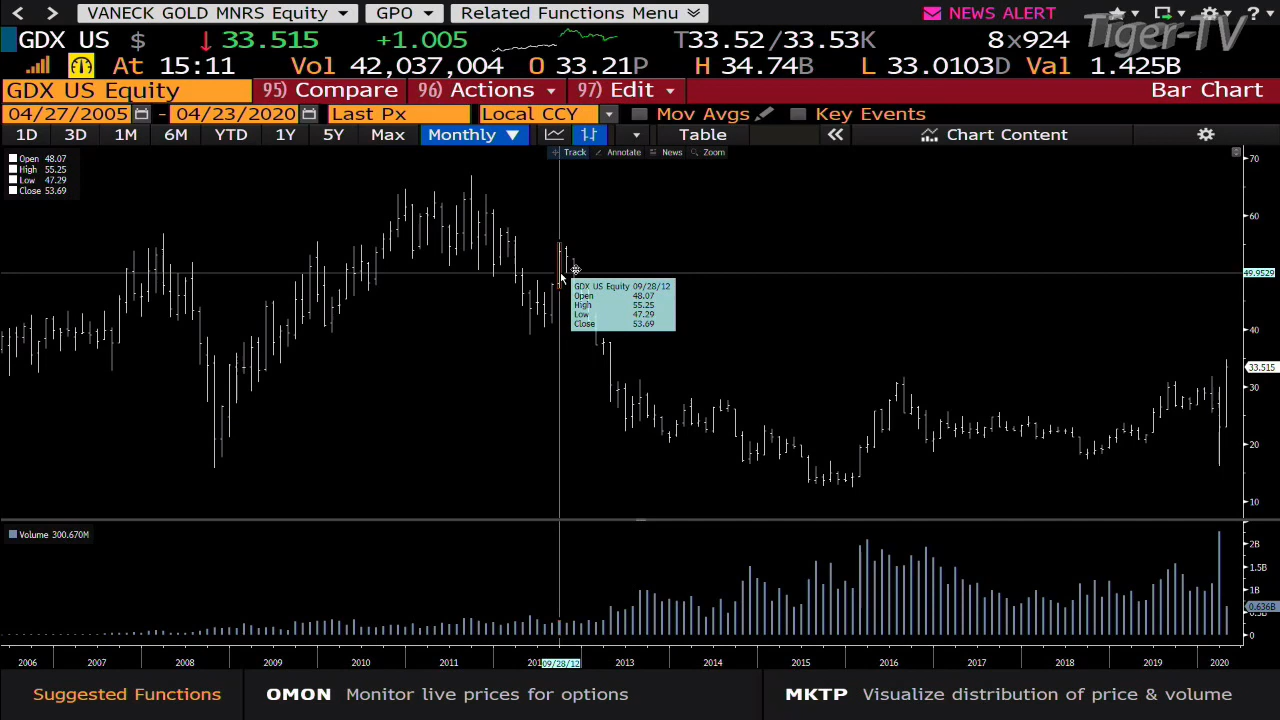 VANECK GOLD MNRS Equity GPO Related Functions Menu NEWS ALERT ?
Tiger-TV
GDX US $ ↓ 33.515 +1.005 T33.52/33.53K 8x924
At 15:11 Vol 42,037,004 O 33.21P H 34.74B L 33.0103D Val 1.425B
GDX US Equity 95) Compare 96) Actions 97) Edit Bar Chart
04/27/2005 - 04/23/2020 Last Px Local CCY Mov Avgs Key Events
1D 3D 1M 6M YTD 1Y 5Y Max Monthly ▼ Table Chart Content
Track Annotate News Zoom
Open 48.07
High 55.25
Low 47.29
Close 53.69
70
60
49.9529
GDX US Equity 09/28/12
Open 48.07
High 55.25
Low 47.29
Close 53.69
40
33.515
30
20
10
Volume 300.670M
2B
1.5B
1B
0.636B
0.5B
0
2006 2007 2008 2009 2010 2011 201 09/28/12 2013 2014 2015 2016 2017 2018 2019 2020
Suggested Functions OMON Monitor live prices for options MKTP Visualize distribution of price & volume